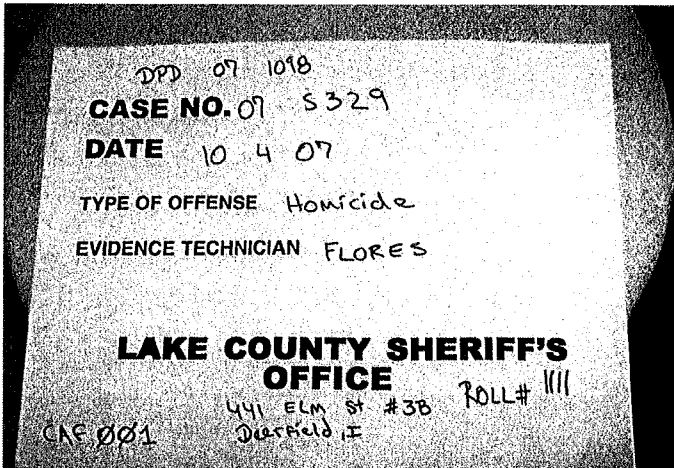 DPD 07 1098
CASE NO. 07 S329
DATE 10 4 07
TYPE OF OFFENSE Homicide
EVIDENCE TECHNICIAN FLORES
LAKE COUNTY SHERIFF'S
OFFICE
ROLL# 1111
441 ELM St #3B
Deerfield, I
CAF 001